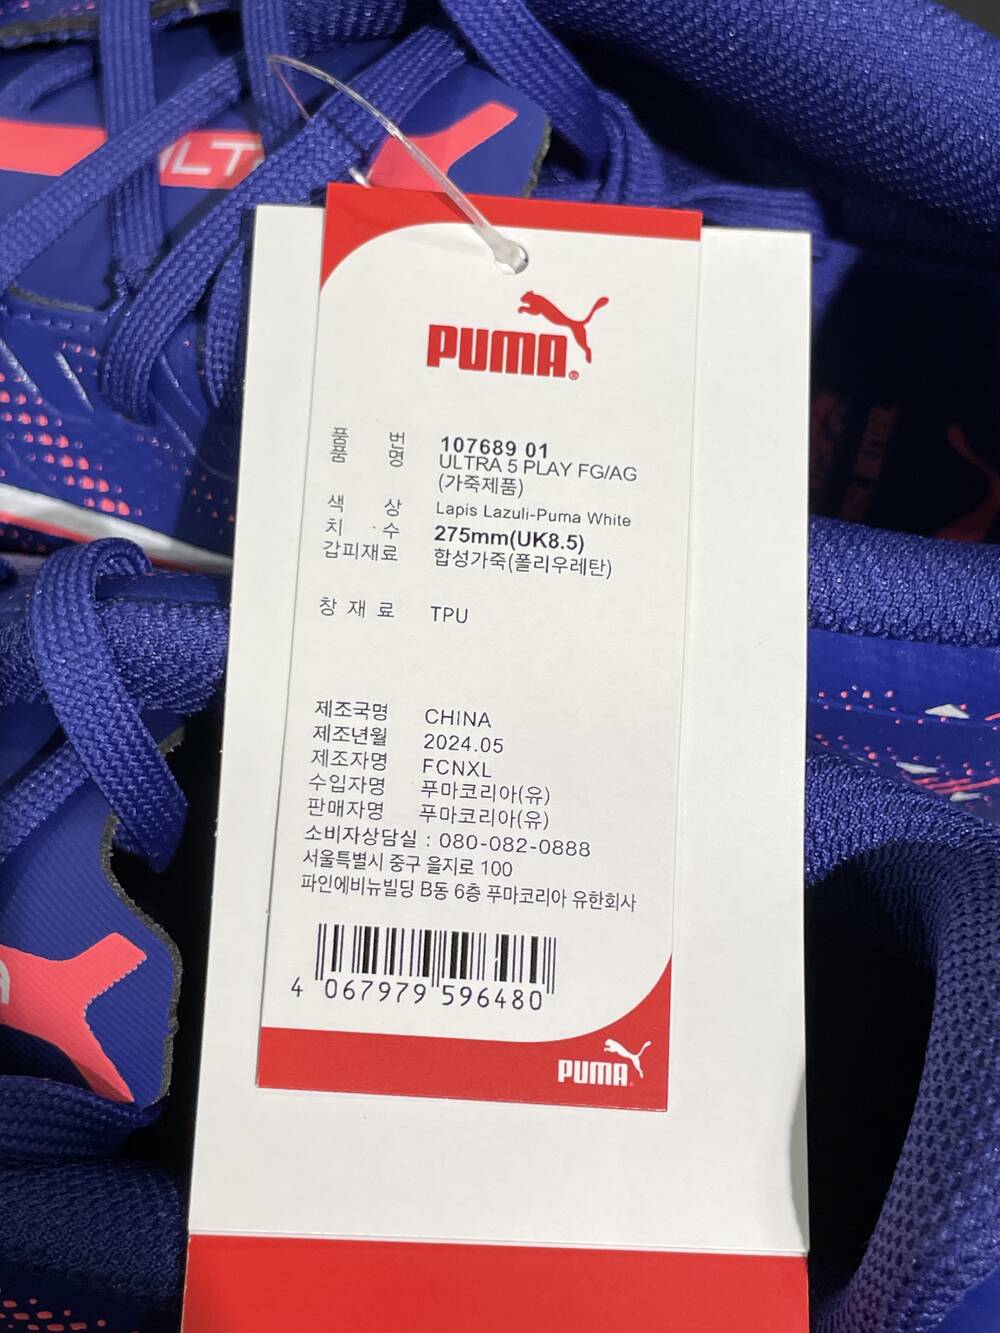 ULT
PUMA
품 번 107689 01
품 명 ULTRA 5 PLAY FG/AG
(가죽제품)
색 상 Lapis Lazuli-Puma White
치 수 275mm(UK8.5)
갑피재료 합성가죽(폴리우레탄)
창 재 료 TPU
제조국명 CHINA
제조년월 2024.05
제조자명 FCNXL
수입자명 푸마코리아(유)
판매자명 푸마코리아(유)
소비자상담실 : 080-082-0888
서울특별시 중구 을지로 100
파인에비뉴빌딩 B동 6층 푸마코리아 유한회사
4 067979 596480
PUMA
A